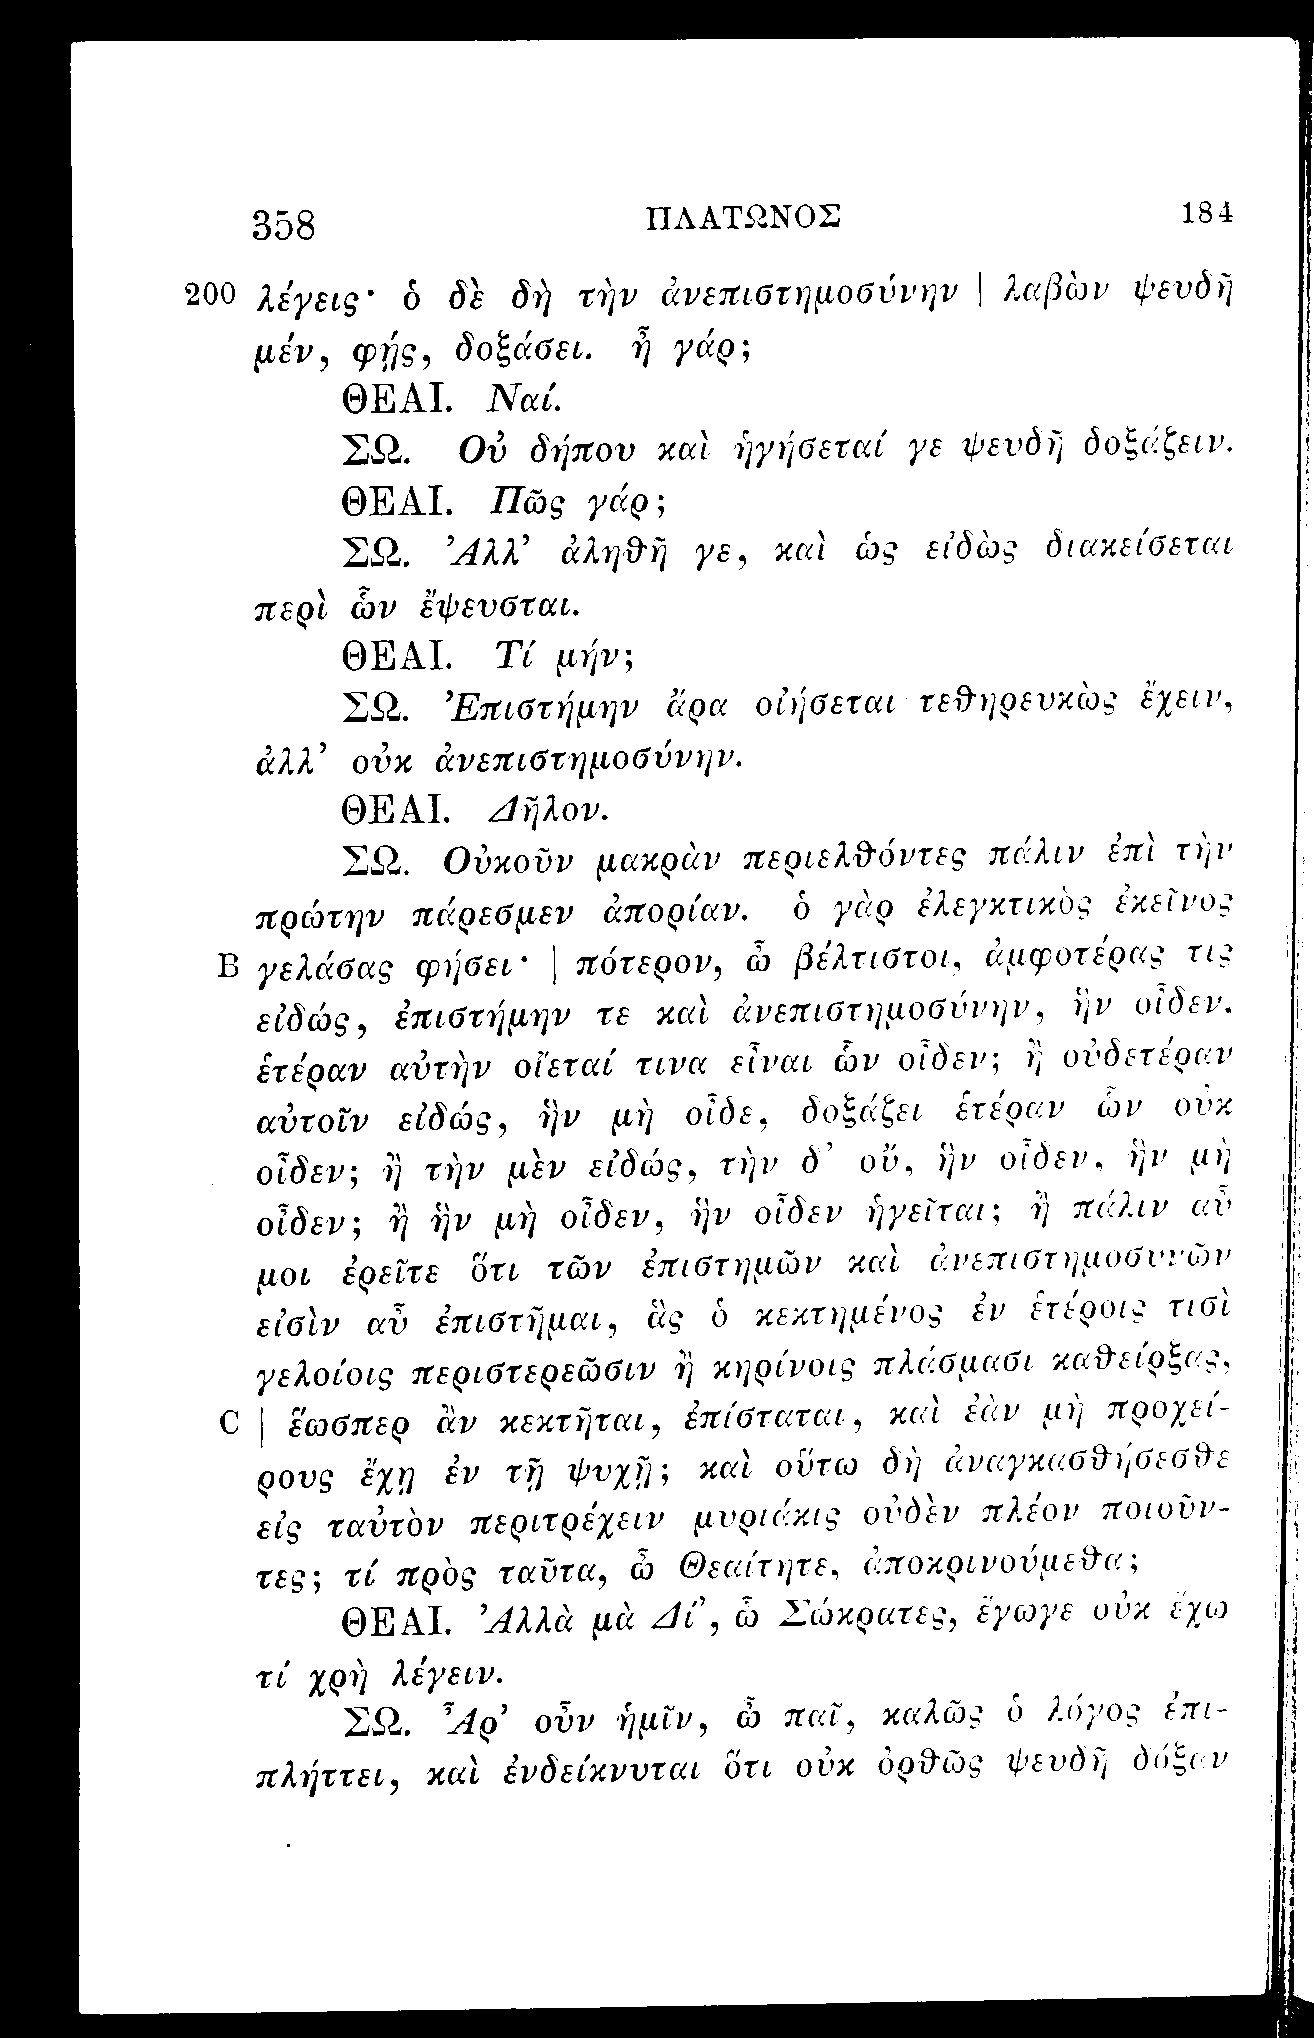 358 ΠΛΑΤΩΝΟΣ 184
200 λέγεις· ὁ δὲ δὴ τὴν ἀνεπιστημοσύνην | λαβὼν ψευδῆ
μέν, φῄς, δοξάσει. ἦ γάρ;
ΘΕΑΙ. Ναί.
ΣΩ. Οὐ δήπου καὶ ἡγήσεταί γε ψευδῆ δοξάζειν.
ΘΕΑΙ. Πῶς γάρ;
ΣΩ. Ἀλλ’ ἀληθῆ γε, καὶ ὡς εἰδὼς διακείσεται
περὶ ὧν ἔψευσται.
ΘΕΑΙ. Τί μήν;
ΣΩ. Ἐπιστήμην ἄρα οἰήσεται τεθηρευκὼς ἔχειν,
ἀλλ’ οὐκ ἀνεπιστημοσύνην.
ΘΕΑΙ. Δῆλον.
ΣΩ. Οὐκοῦν μακρὰν περιελθόντες πάλιν ἐπὶ τὴν
πρώτην πάρεσμεν ἀπορίαν. ὁ γὰρ ἐλεγκτικὸς ἐκεῖνος
B γελάσας φήσει· | πότερον, ὦ βέλτιστοι, ἀμφοτέρας τις
εἰδώς, ἐπιστήμην τε καὶ ἀνεπιστημοσύνην, ἣν οἶδεν.
ἑτέραν αὐτὴν οἴεταί τινα εἶναι ὧν οἶδεν; ἢ οὐδετέραν
αὐτοῖν εἰδώς, ἣν μὴ οἶδε, δοξάζει ἑτέραν ὧν οὐκ
οἶδεν; ἢ τὴν μὲν εἰδώς, τὴν δ’ οὔ, ἣν οἶδεν, ἣν μὴ
οἶδεν; ἢ ἣν μὴ οἶδεν, ἣν οἶδεν ἡγεῖται; ἢ πάλιν αὖ
μοι ἐρεῖτε ὅτι τῶν ἐπιστημῶν καὶ ἀνεπιστημοσυνῶν
εἰσὶν αὖ ἐπιστῆμαι, ἃς ὁ κεκτημένος ἐν ἑτέροις τισὶ
γελοίοις περιστερεῶσιν ἢ κηρίνοις πλάσμασι καθείρξας,
C | ἕωσπερ ἂν κεκτῆται, ἐπίσταται, καὶ ἐὰν μὴ προχεί-
ρους ἔχῃ ἐν τῇ ψυχῇ; καὶ οὕτω δὴ ἀναγκασθήσεσθε
εἰς ταὐτὸν περιτρέχειν μυριάκις οὐδὲν πλέον ποιοῦν-
τες; τί πρὸς ταῦτα, ὦ Θεαίτητε, ἀποκρινούμεθα;
ΘΕΑΙ. Ἀλλὰ μὰ Δί’, ὦ Σώκρατες, ἔγωγε οὐκ ἔχω
τί χρὴ λέγειν.
ΣΩ. Ἆρ’ οὖν ἡμῖν, ὦ παῖ, καλῶς ὁ λόγος ἐπι-
πλήττει, καὶ ἐνδείκνυται ὅτι οὐκ ὀρθῶς ψευδῆ δόξαν